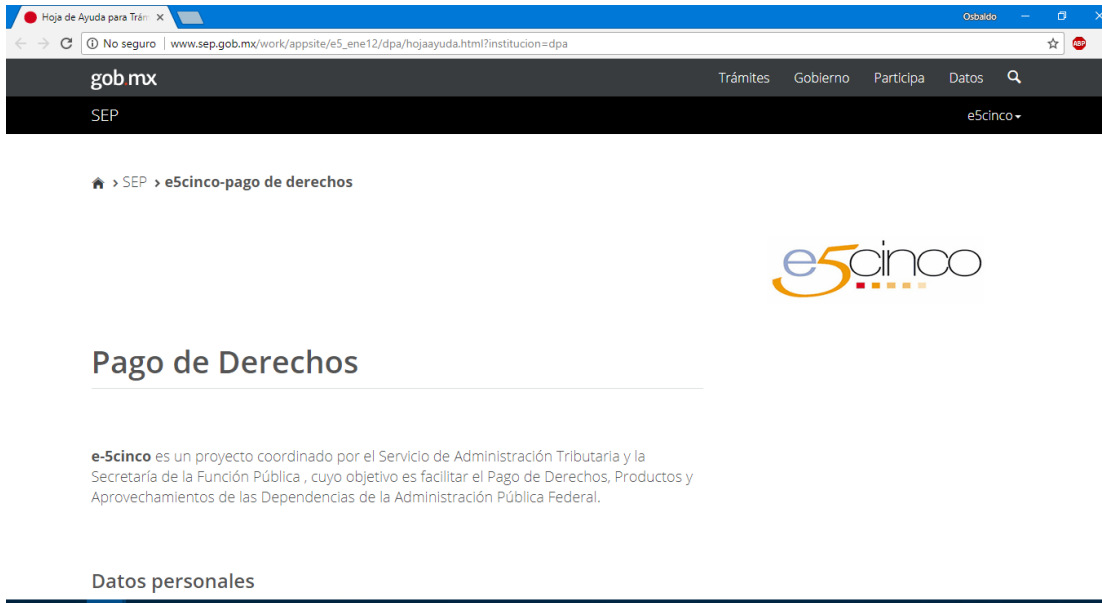 Hoja de Ayuda para Trám
Osbaldo
No seguro | www.sep.gob.mx/work/appsite/e5_ene12/dpa/hojaayuda.html?institucion=dpa
ABP
gob.mx Trámites Gobierno Participa Datos
SEP e5cinco
> SEP > e5cinco-pago de derechos
e5cinco
Pago de Derechos
e-5cinco es un proyecto coordinado por el Servicio de Administración Tributaria y la
Secretaría de la Función Pública , cuyo objetivo es facilitar el Pago de Derechos, Productos y
Aprovechamientos de las Dependencias de la Administración Pública Federal.
Datos personales